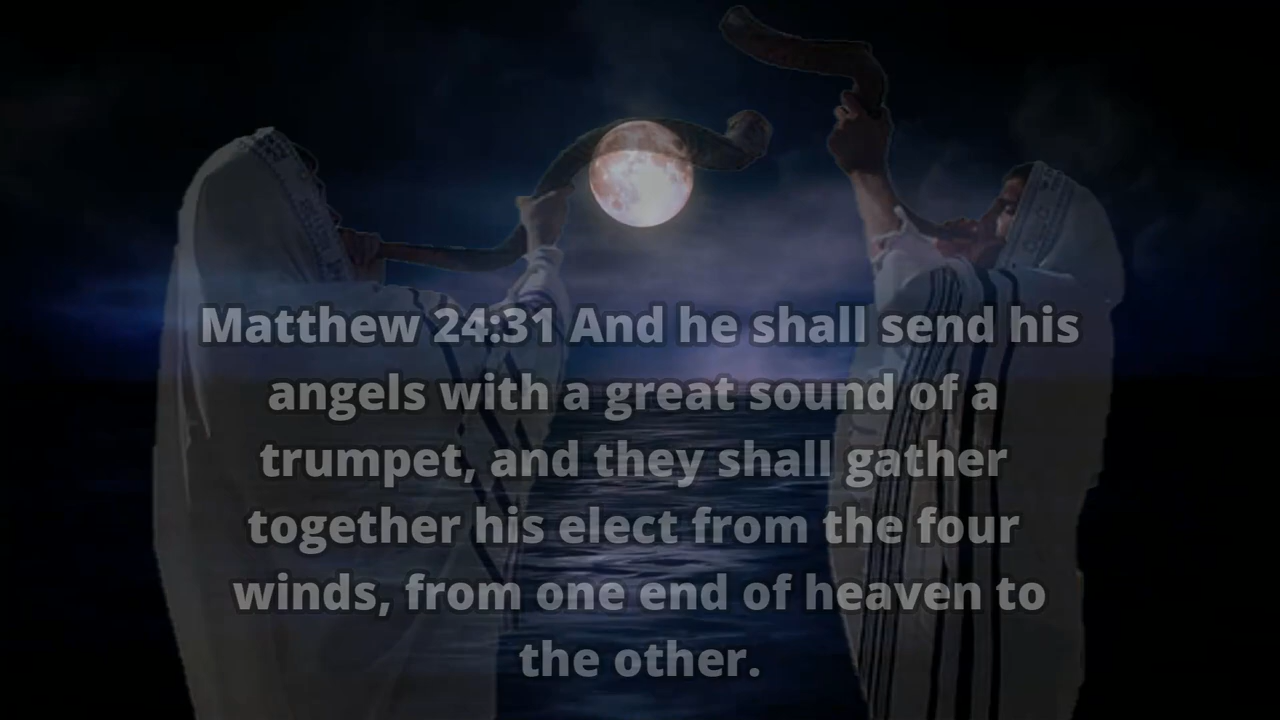 Matthew 24:31 And he shall send his
angels with a great sound of a
trumpet, and they shall gather
together his elect from the four
winds, from one end of heaven to
the other.